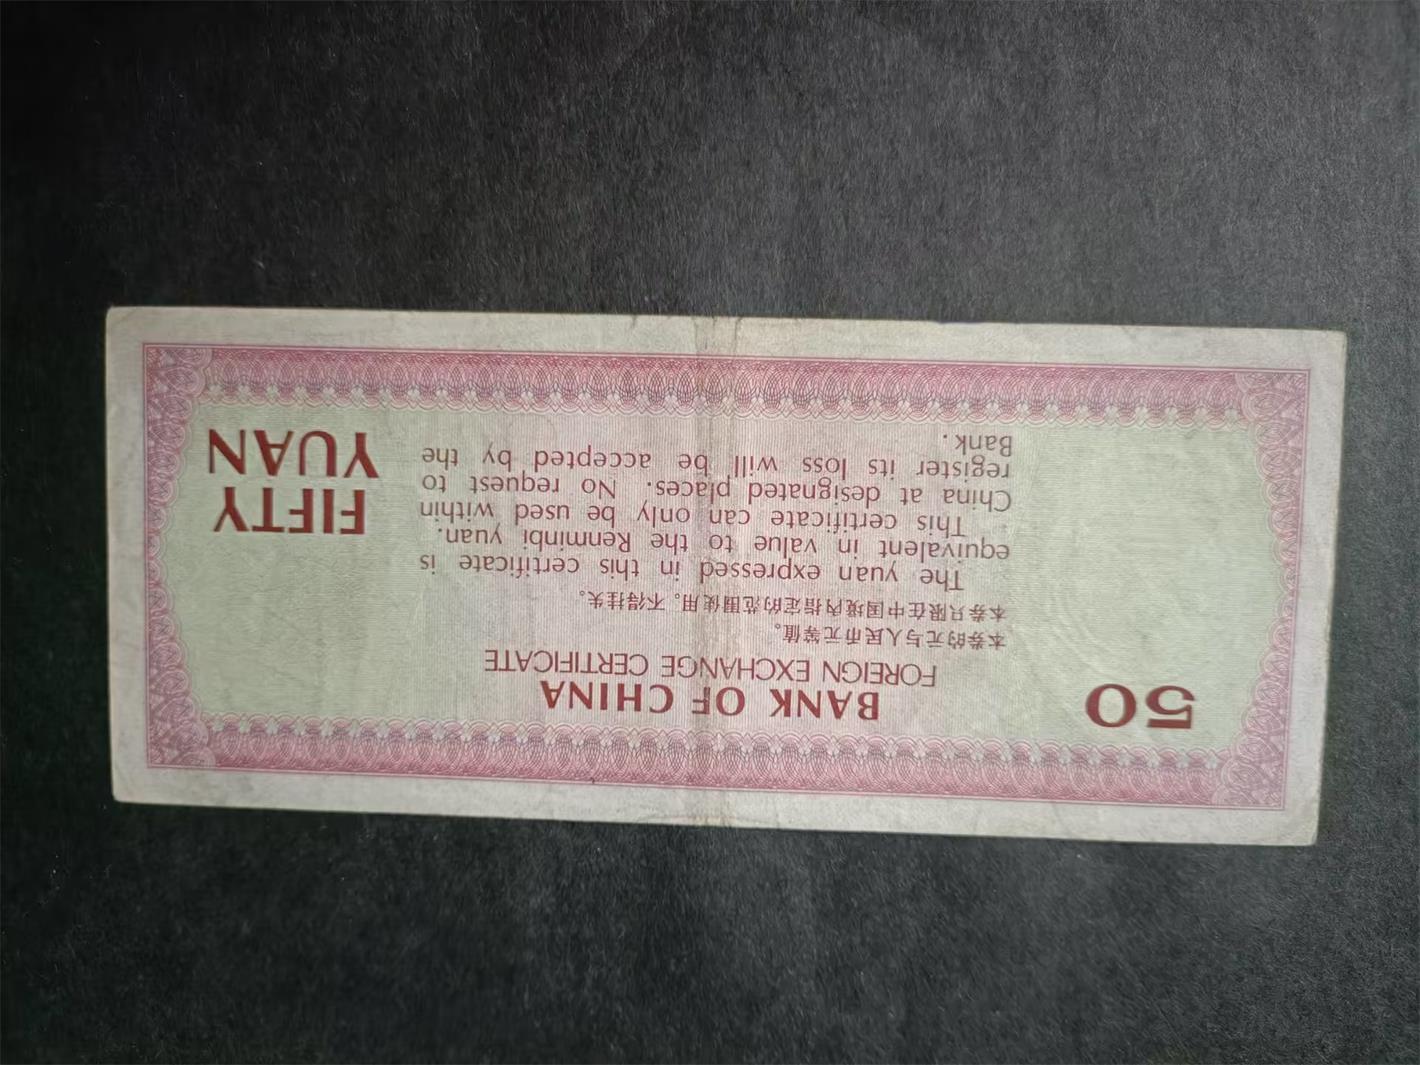 BANK OF CHINA
FOREIGN EXCHANGE CERTIFICATE
50
本券的元与人民币元等值。
本券只限在中国境内指定的范围使用。不得挂失。
The yuan expressed in this certificate is
equivalent in value to the Renminbi yuan.
This certificate can only be used within
China at designated places. No request to
register its loss will be accepted by the
Bank.
FIFTY
YUAN